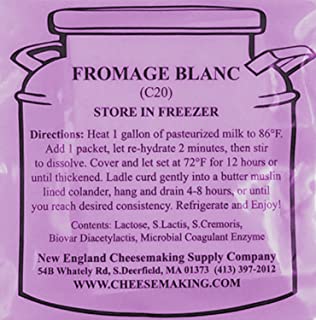 FROMAGE BLANC
(C20)
STORE IN FREEZER
Directions: Heat 1 gallon of pasteurized milk to 86°F.
Add 1 packet, let re-hydrate 2 minutes, then stir
to dissolve. Cover and let set at 72°F for 12 hours or
until thickened. Ladle curd gently into a butter muslin
lined colander, hang and drain 4-8 hours, or until
you reach desired consistency. Refrigerate and Enjoy!
Contents: Lactose, S.Lactis, S.Cremoris,
Biovar Diacetylactis, Microbial Coagulant Enzyme
New England Cheesemaking Supply Company
54B Whately Rd, S.Deerfield, MA 01373 (413) 397-2012
WWW.CHEESEMAKING.COM